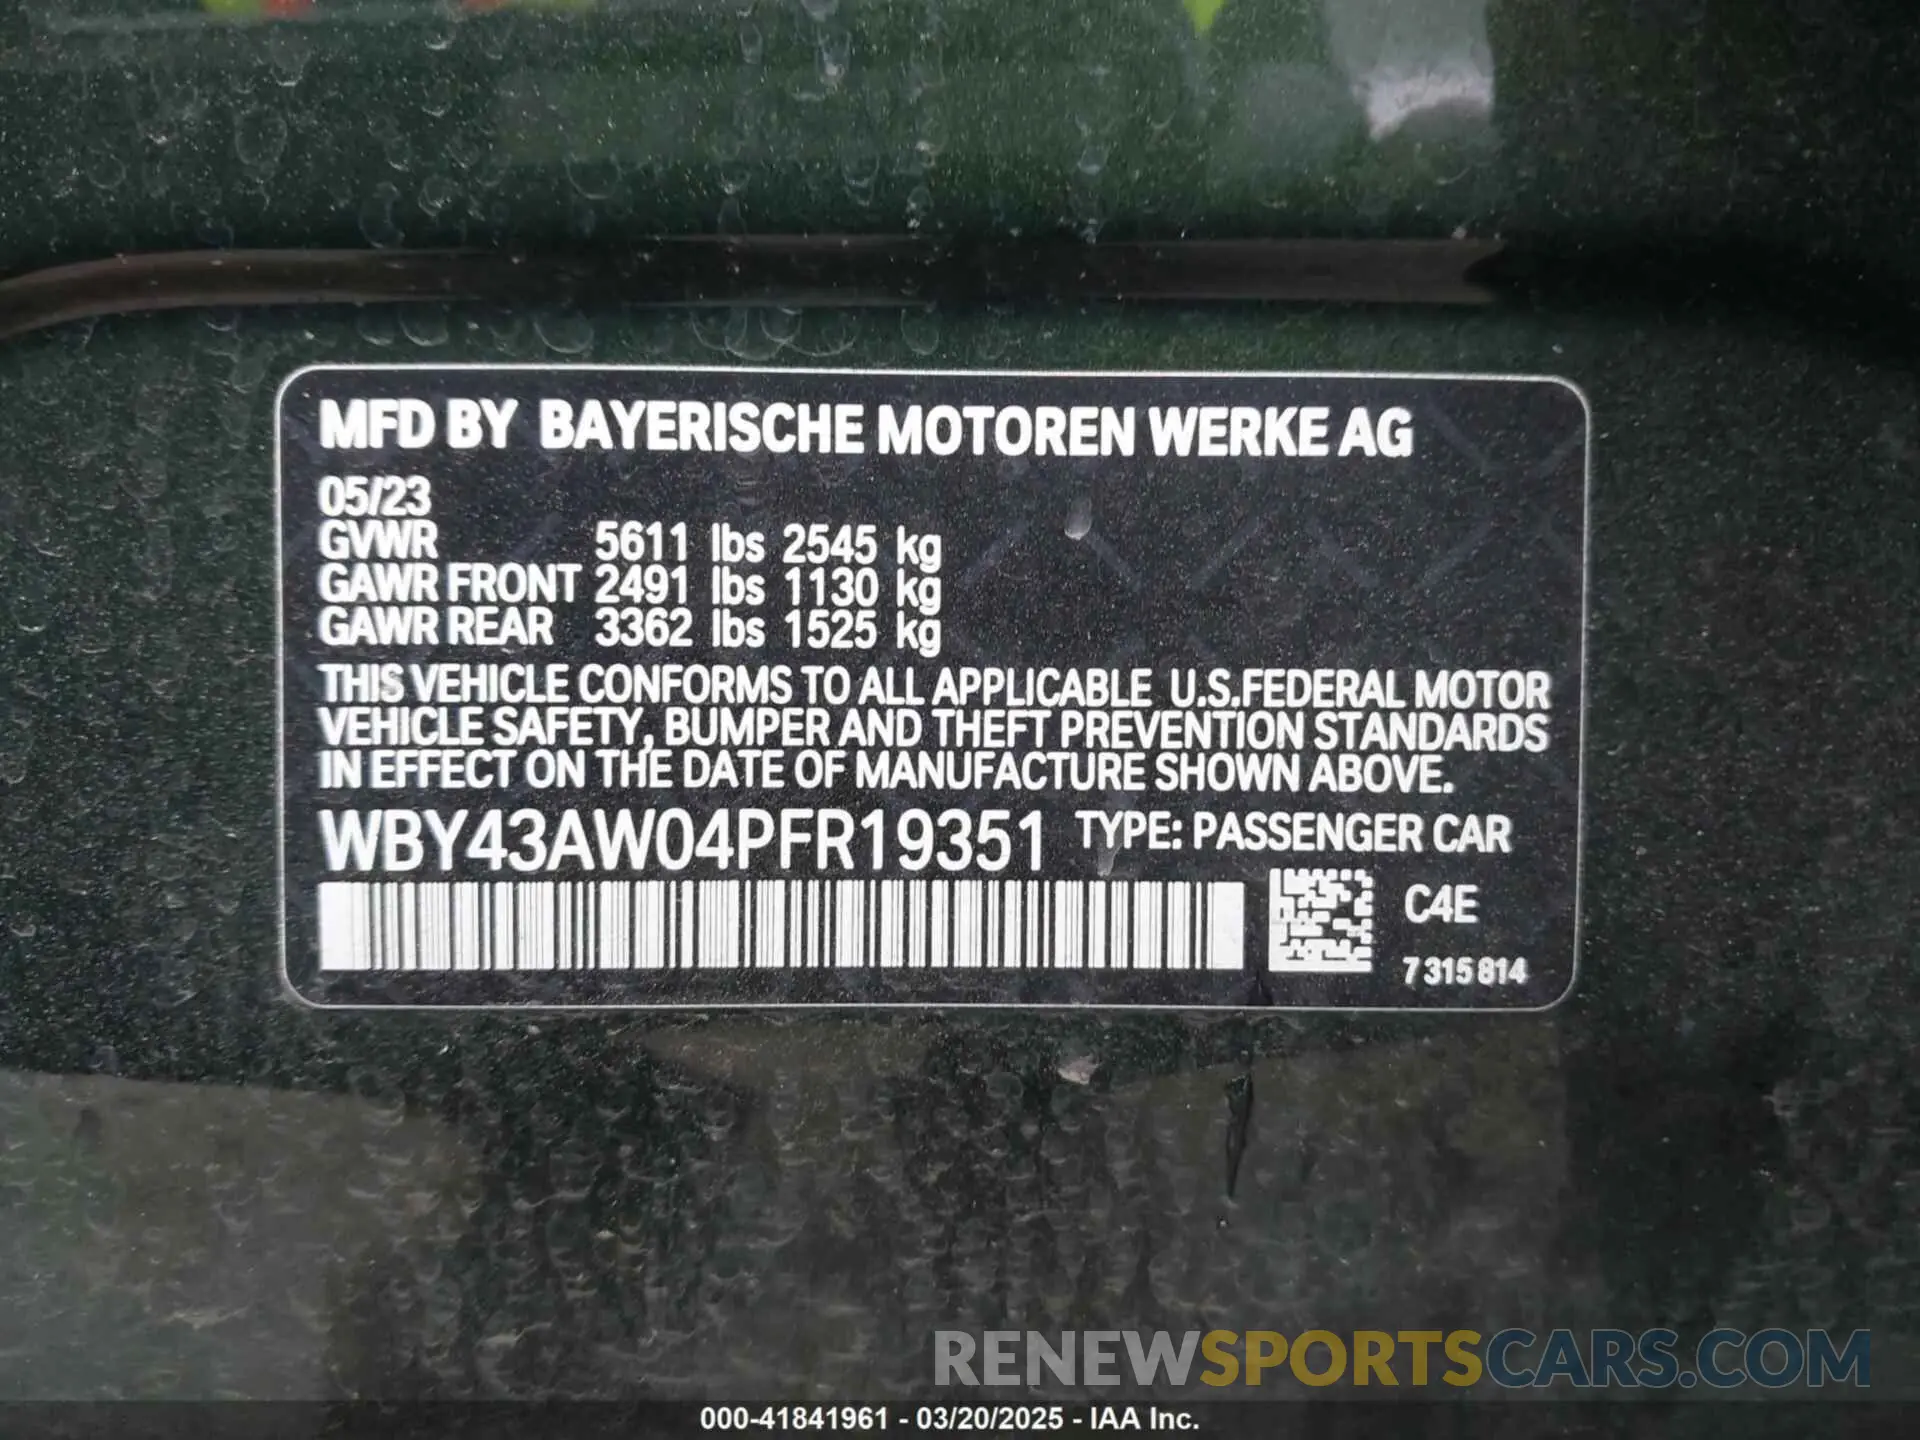 MFD BY BAYERISCHE MOTOREN WERKE AG
05/23
GVWR 5611 lbs 2545 kg
GAWR FRONT 2491 lbs 1130 kg
GAWR REAR 3362 lbs 1525 kg
THIS VEHICLE CONFORMS TO ALL APPLICABLE U.S.FEDERAL MOTOR
VEHICLE SAFETY, BUMPER AND THEFT PREVENTION STANDARDS
IN EFFECT ON THE DATE OF MANUFACTURE SHOWN ABOVE.
WBY43AW04PFR19351 TYPE: PASSENGER CAR
C4E
7 315 814
RENEWSPORTSCARS.COM
000-41841961 - 03/20/2025 - IAA Inc.